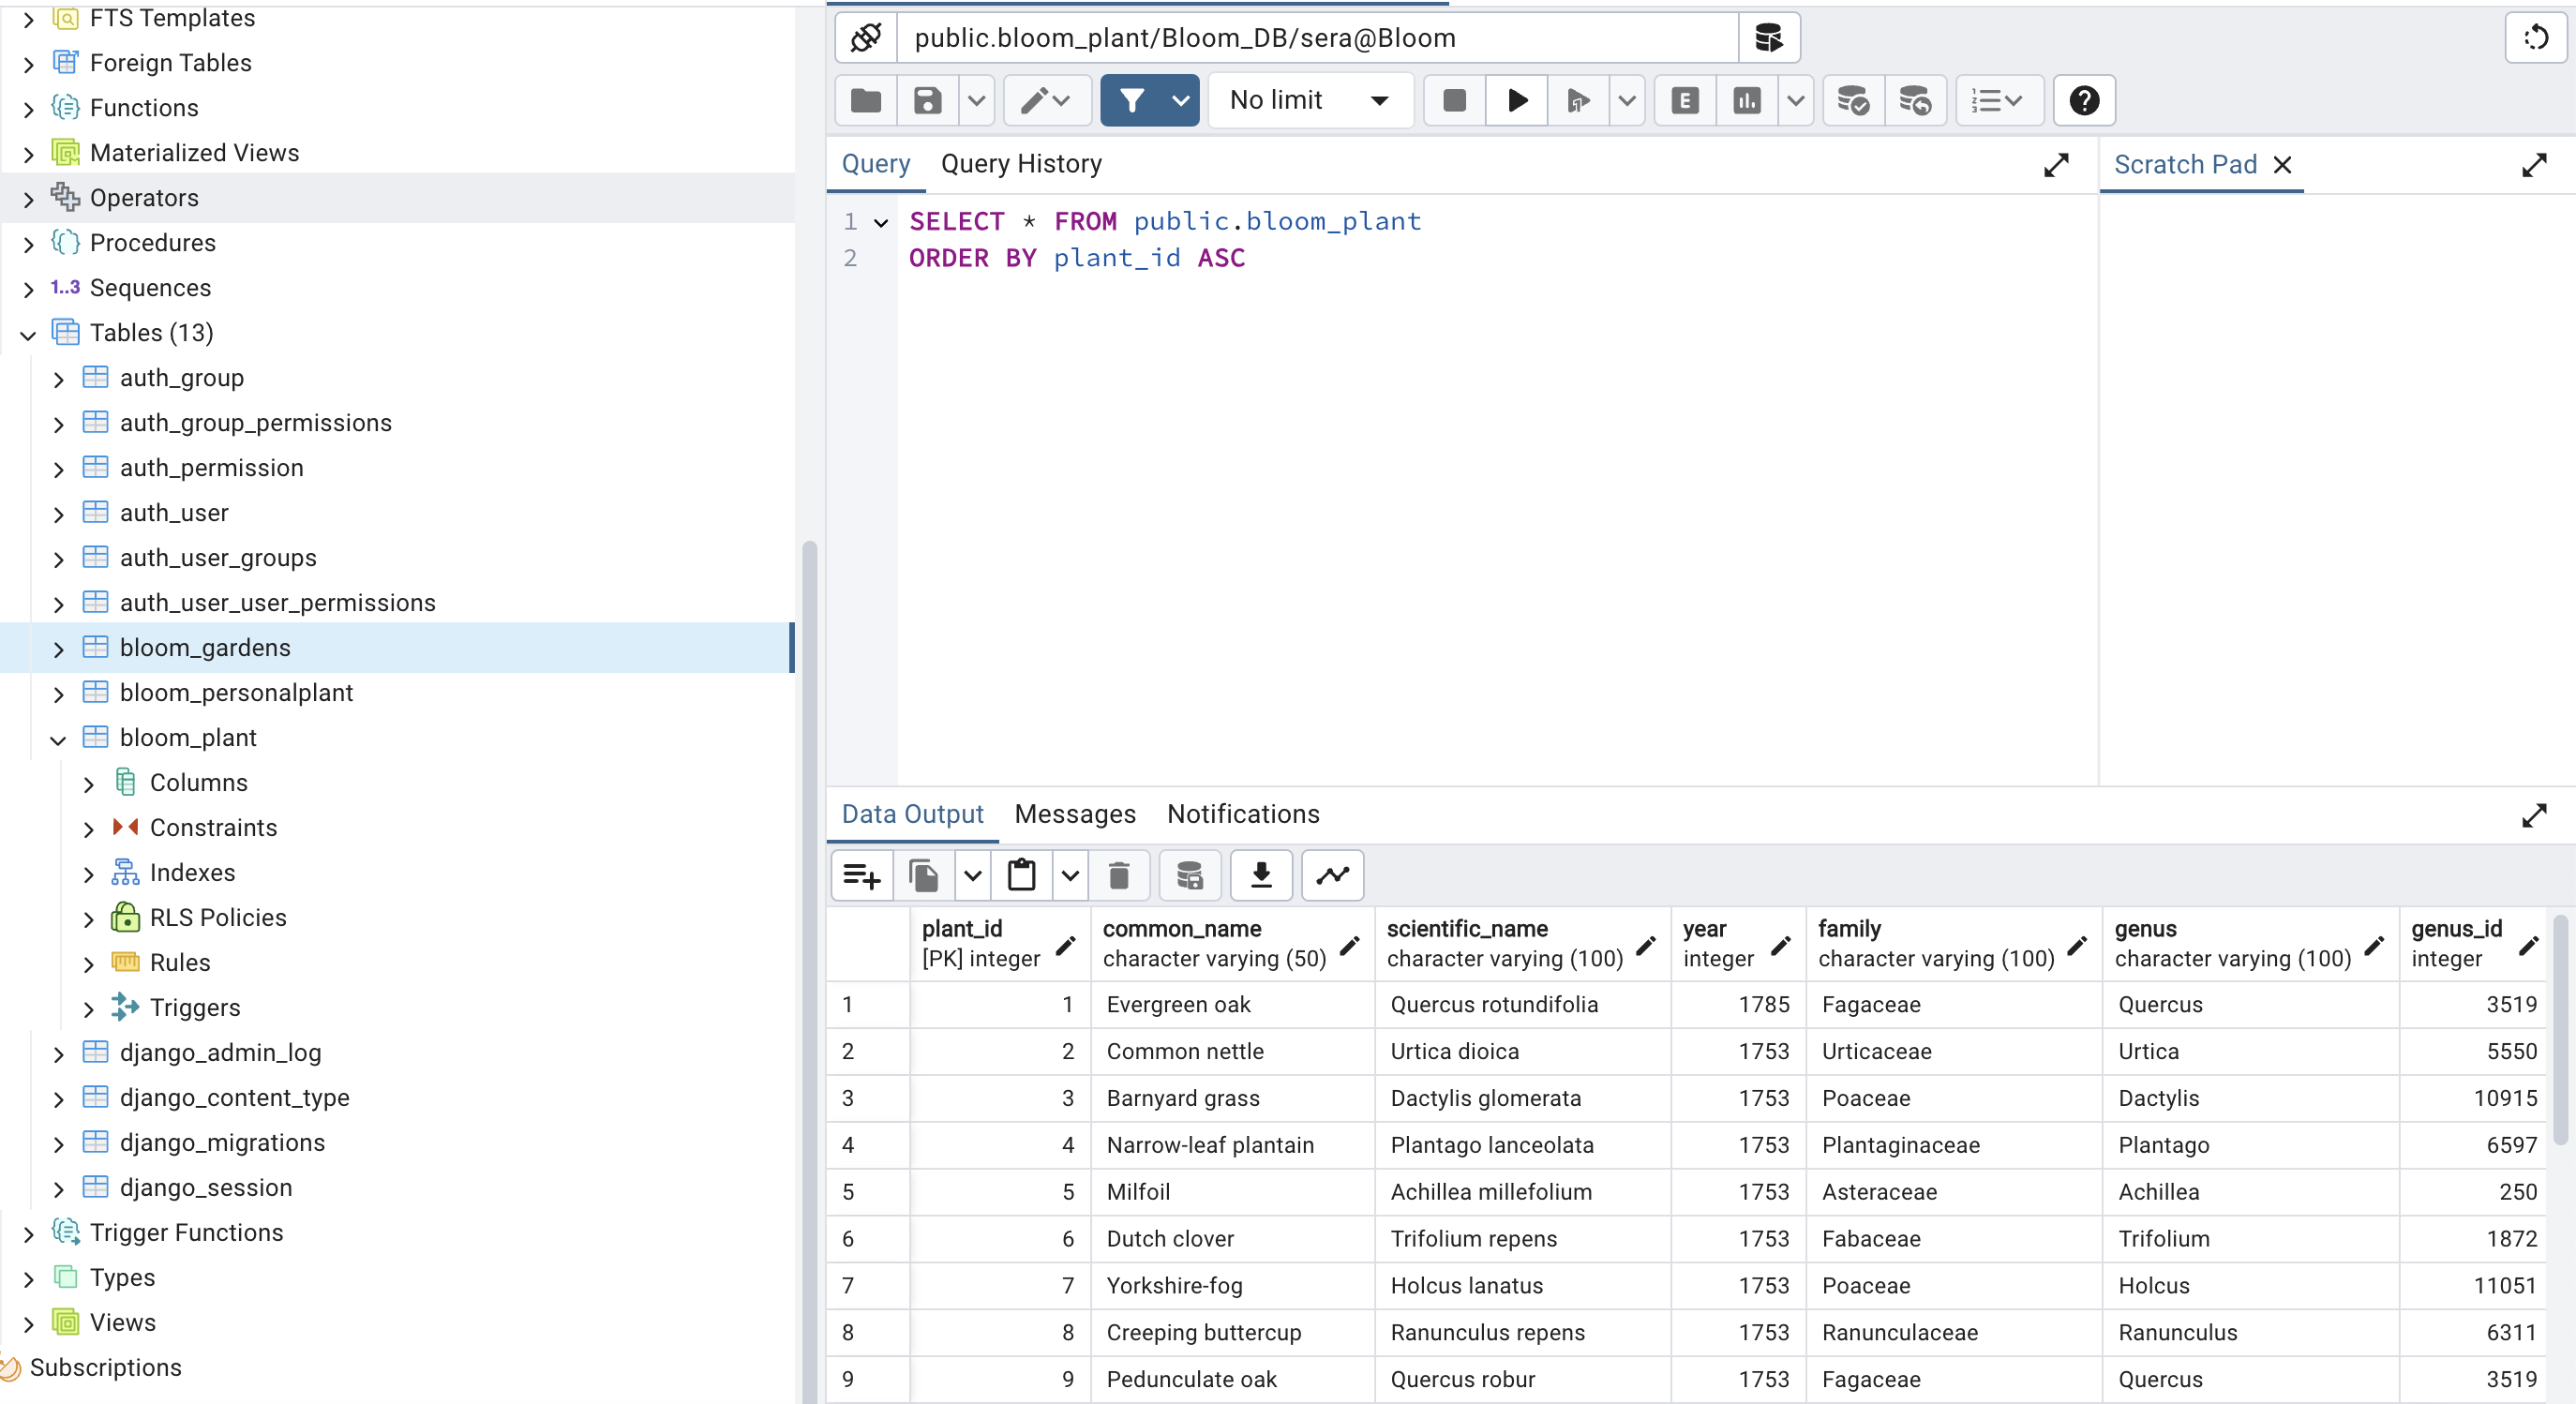 FTS Templates
Foreign Tables
Functions
Materialized Views
Operators
Procedures
1..3 Sequences
Tables (13)
auth_group
auth_group_permissions
auth_permission
auth_user
auth_user_groups
auth_user_user_permissions
bloom_gardens
bloom_personalplant
bloom_plant
Columns
Constraints
Indexes
RLS Policies
Rules
Triggers
django_admin_log
django_content_type
django_migrations
django_session
Trigger Functions
Types
Views
Subscriptions
public.bloom_plant/Bloom_DB/sera@Bloom
No limit
E
Query Query History
Scratch Pad
1 SELECT * FROM public.bloom_plant
2 ORDER BY plant_id ASC
Data Output Messages Notifications
plant_id common_name scientific_name year family genus genus_id
[PK] integer character varying (50) character varying (100) integer character varying (100) character varying (100) integer
1 1 Evergreen oak Quercus rotundifolia 1785 Fagaceae Quercus 3519
2 2 Common nettle Urtica dioica 1753 Urticaceae Urtica 5550
3 3 Barnyard grass Dactylis glomerata 1753 Poaceae Dactylis 10915
4 4 Narrow-leaf plantain Plantago lanceolata 1753 Plantaginaceae Plantago 6597
5 5 Milfoil Achillea millefolium 1753 Asteraceae Achillea 250
6 6 Dutch clover Trifolium repens 1753 Fabaceae Trifolium 1872
7 7 Yorkshire-fog Holcus lanatus 1753 Poaceae Holcus 11051
8 8 Creeping buttercup Ranunculus repens 1753 Ranunculaceae Ranunculus 6311
9 9 Pedunculate oak Quercus robur 1753 Fagaceae Quercus 3519